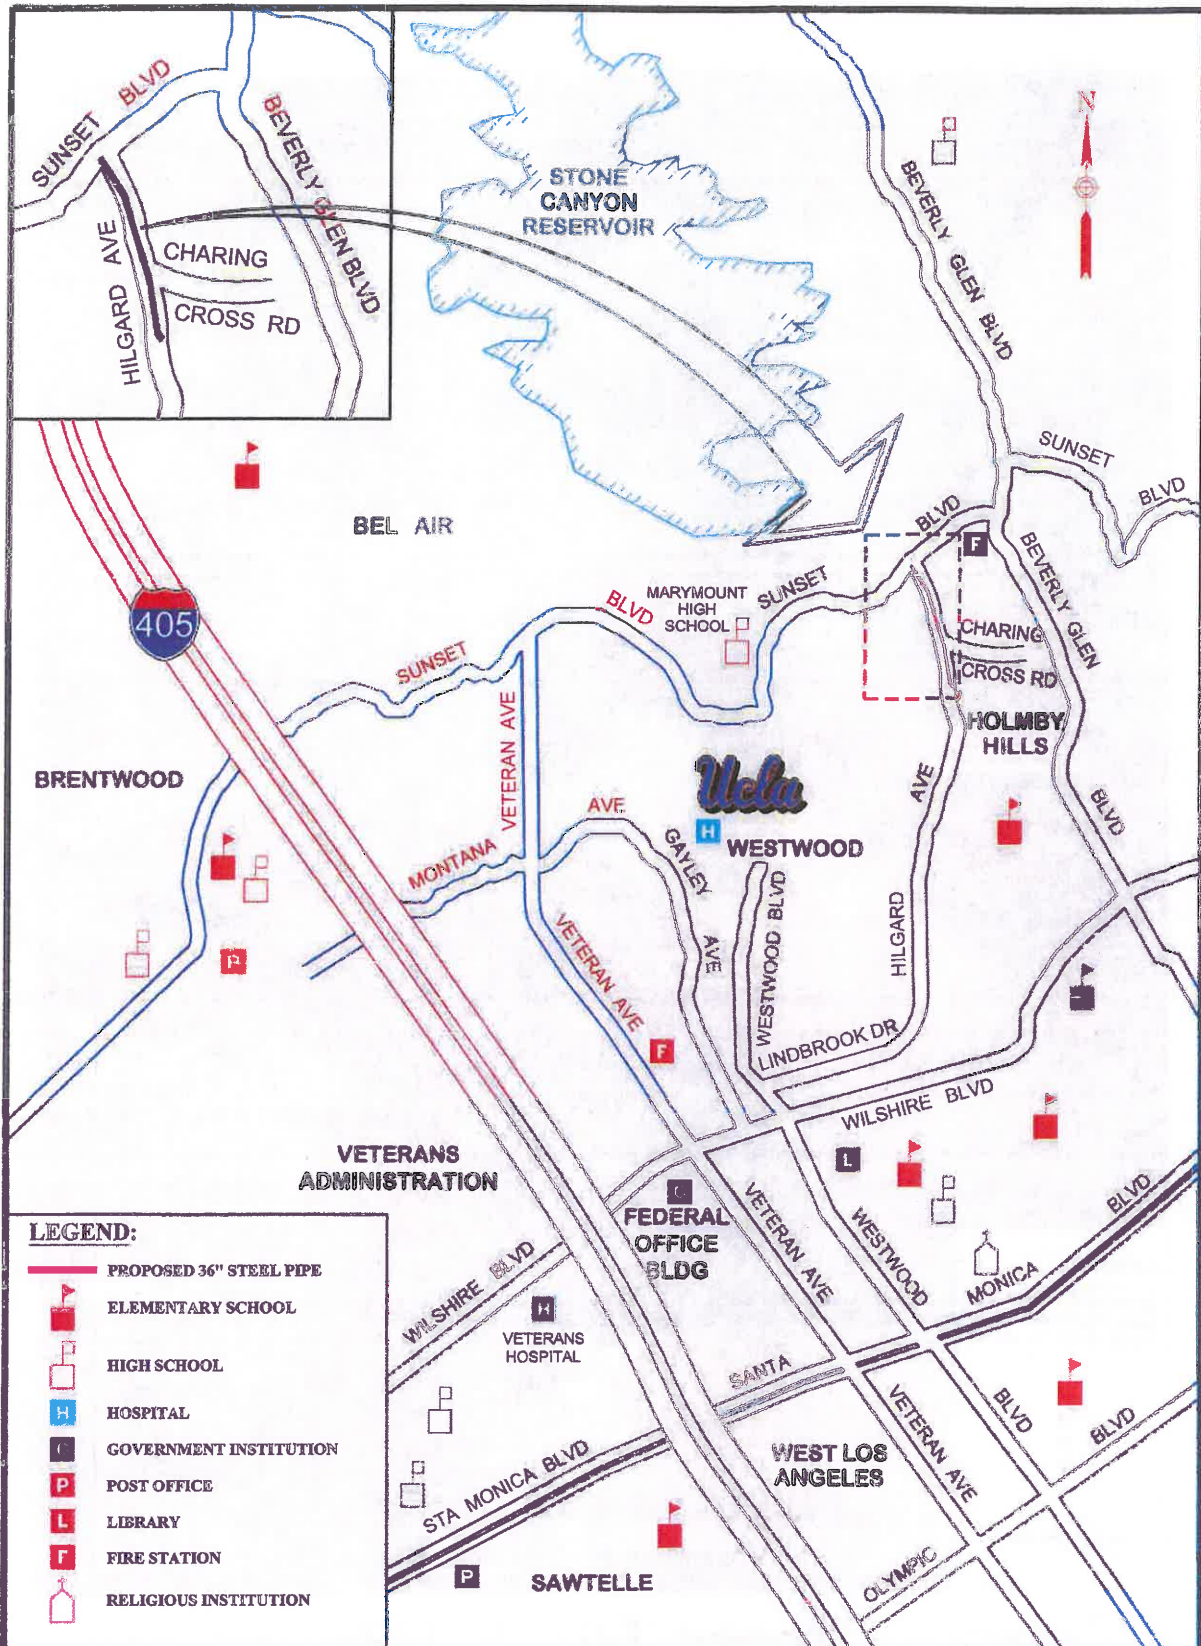 SUNSET BLVD
BEVERLY GLEN BLVD
HILGARD AVE
CHARING
CROSS RD
STONE
CANYON
RESERVOIR
N
BEVERLY GLEN BLVD
SUNSET
BLVD
BEL AIR
405
MARYMOUNT
HIGH
SCHOOL
SUNSET
BLVD
SUNSET
BLVD
F
BEVERLY GLEN
BLVD
CHARING
CROSS RD
HOLMBY
HILLS
BRENTWOOD
VETERAN AVE
Ucla
H
WESTWOOD
MONTANA
AVE
GAYLEY
AVE
WESTWOOD BLVD
HILGARD
AVE
P
VETERAN AVE
F
LINDBROOK DR
WILSHIRE BLVD
VETERANS
ADMINISTRATION
L
FEDERAL
OFFICE
BLDG
VETERAN AVE
WESTWOOD
BLVD
SANTA
MONICA
BLVD
WILSHIRE BLVD
H
VETERANS
HOSPITAL
VETERAN AVE
WEST LOS
ANGELES
STA MONICA BLVD
P
SAWTELLE
OLYMPIC
BLVD
LEGEND:
PROPOSED 36" STEEL PIPE
ELEMENTARY SCHOOL
HIGH SCHOOL
H HOSPITAL
GOVERNMENT INSTITUTION
P POST OFFICE
L LIBRARY
F FIRE STATION
RELIGIOUS INSTITUTION